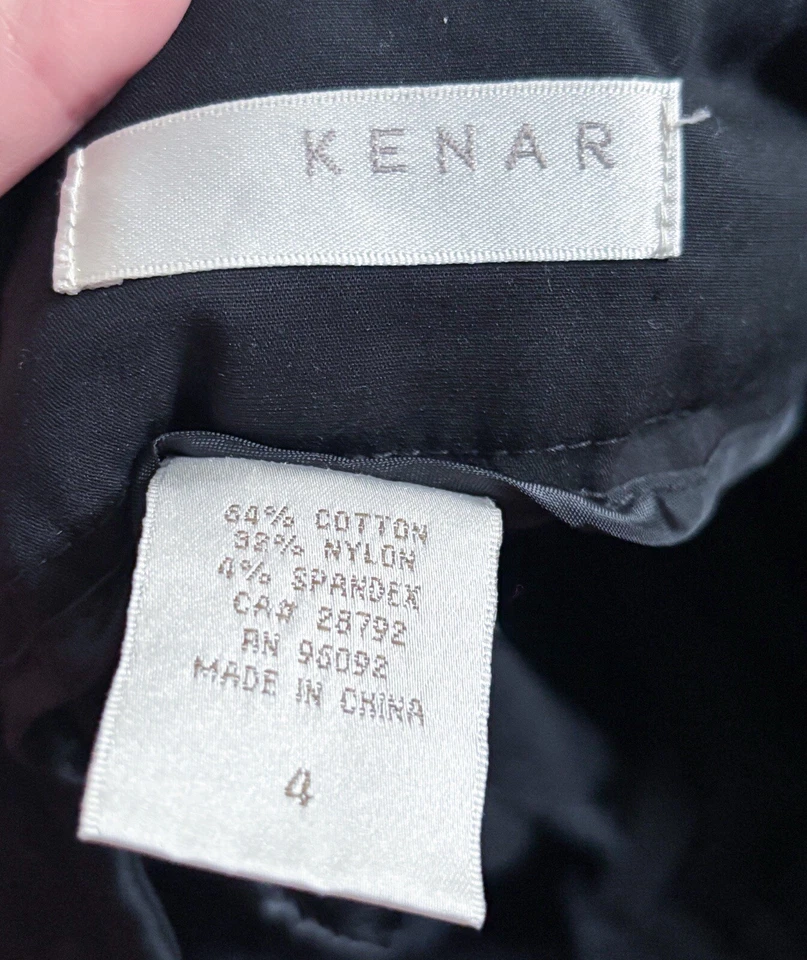 KENAR
64% COTTON
32% NYLON
4% SPANDEX
CA# 28792
RN 96092
MADE IN CHINA
4